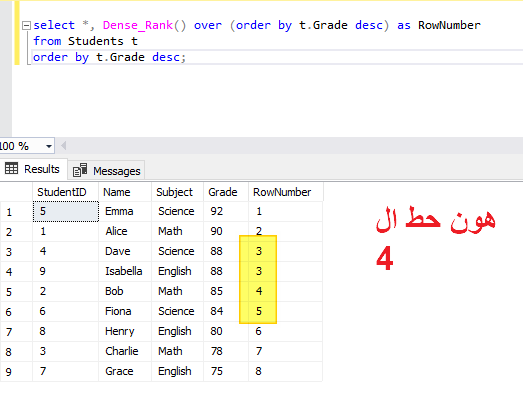 select *, Dense_Rank() over (order by t.Grade desc) as RowNumber
from Students t
order by t.Grade desc;
100 %
Results Messages
StudentID Name Subject Grade RowNumber
1 5 Emma Science 92 1
2 1 Alice Math 90 2
3 4 Dave Science 88 3
4 9 Isabella English 88 3
5 2 Bob Math 85 4
6 6 Fiona Science 84 5
7 8 Henry English 80 6
8 3 Charlie Math 78 7
9 7 Grace English 75 8
هون حط ال
4